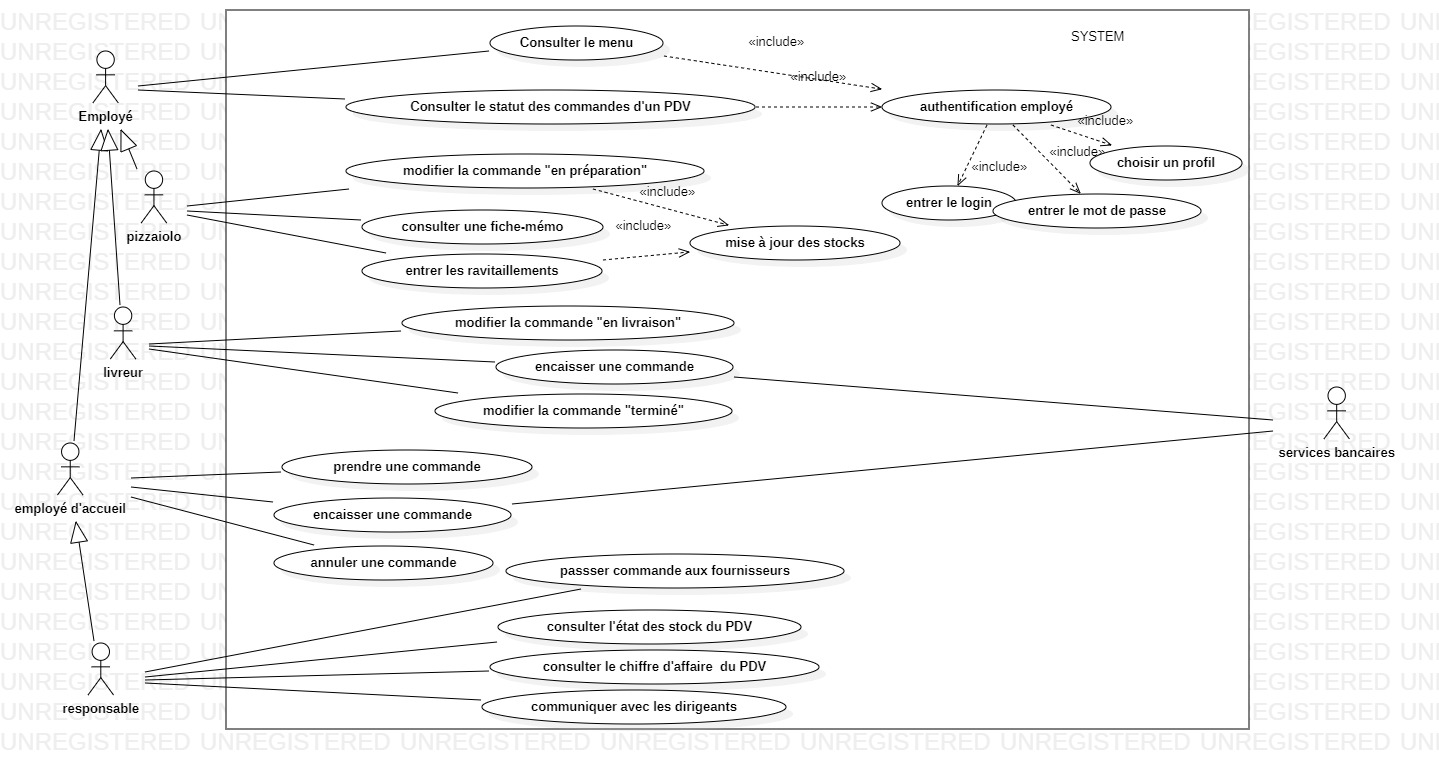 SYSTEM
Consulter le menu
«include»
«include»
Consulter le statut des commandes d'un PDV
authentification employé
Employé
«include»
«include»
choisir un profil
«include»
modifier la commande "en préparation"
«include»
entrer le login
entrer le mot de passe
consulter une fiche-mémo
«include»
pizzaiolo
mise à jour des stocks
entrer les ravitaillements
modifier la commande "en livraison"
encaisser une commande
livreur
modifier la commande "terminé"
services bancaires
prendre une commande
employé d'accueil
encaisser une commande
annuler une commande
passser commande aux fournisseurs
consulter l'état des stock du PDV
consulter le chiffre d'affaire  du PDV
responsable
communiquer avec les dirigeants
UNREGISTERED UNREGISTERED UNREGISTERED UNREGISTERED UNREGISTERED UNREGISTERED UNREGISTERED UNI